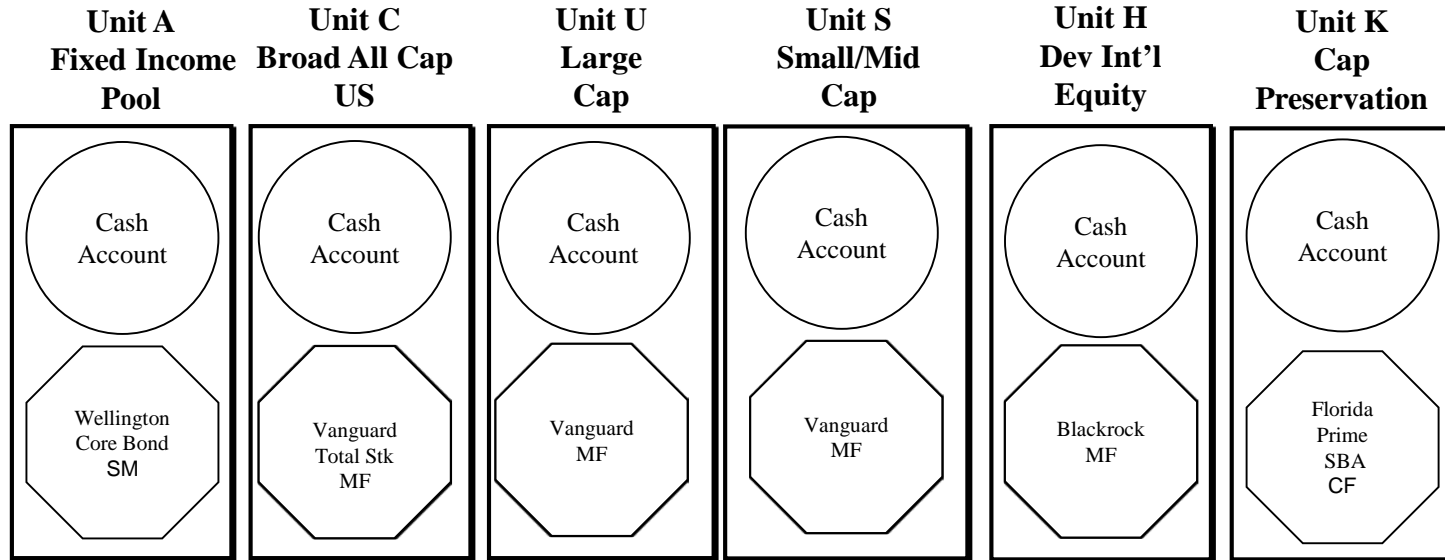 Unit A
Fixed Income
Pool
Unit C
Broad All Cap
US
Unit U
Large
Cap
Unit S
Small/Mid
Cap
Unit H
Dev Int'l
Equity
Unit K
Cap
Preservation
Cash
Account
Cash
Account
Cash
Account
Cash
Account
Cash
Account
Cash
Account
Wellington
Core Bond
SM
Vanguard
Total Stk
MF
Vanguard
MF
Vanguard
MF
Blackrock
MF
Florida
Prime
SBA
CF